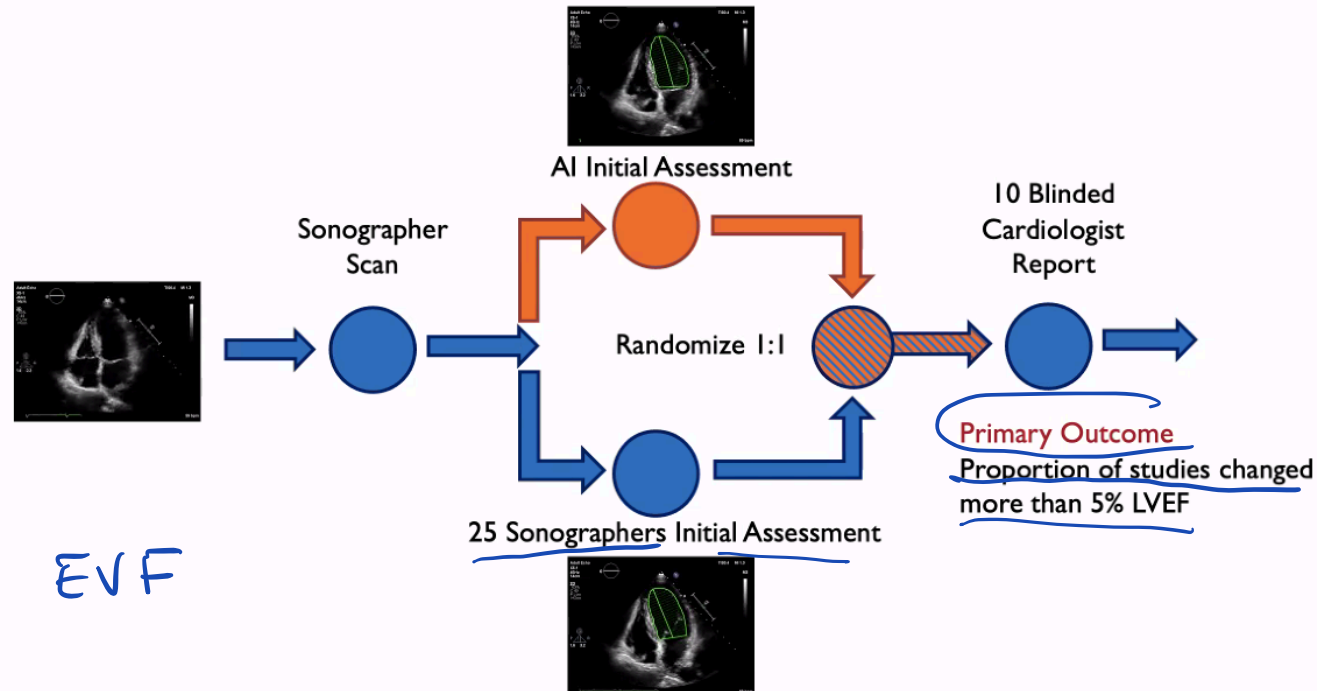 AI Initial Assessment
10 Blinded
Cardiologist
Report
Sonographer
Scan
Randomize 1:1
Primary Outcome
Proportion of studies changed
more than 5% LVEF
25 Sonographers Initial Assessment
EVF